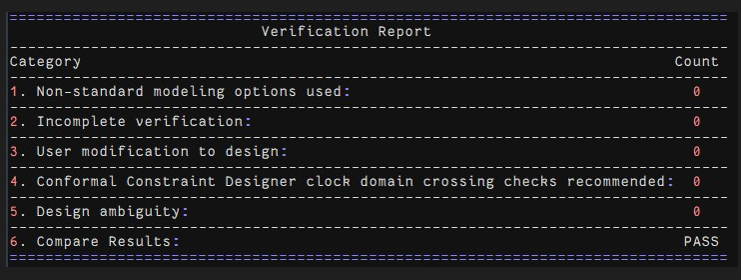 ================================================================================
Verification Report
--------------------------------------------------------------------------------
Category Count
--------------------------------------------------------------------------------
1. Non-standard modeling options used: 0
--------------------------------------------------------------------------------
2. Incomplete verification: 0
--------------------------------------------------------------------------------
3. User modification to design: 0
--------------------------------------------------------------------------------
4. Conformal Constraint Designer clock domain crossing checks recommended: 0
--------------------------------------------------------------------------------
5. Design ambiguity: 0
--------------------------------------------------------------------------------
6. Compare Results: PASS
================================================================================